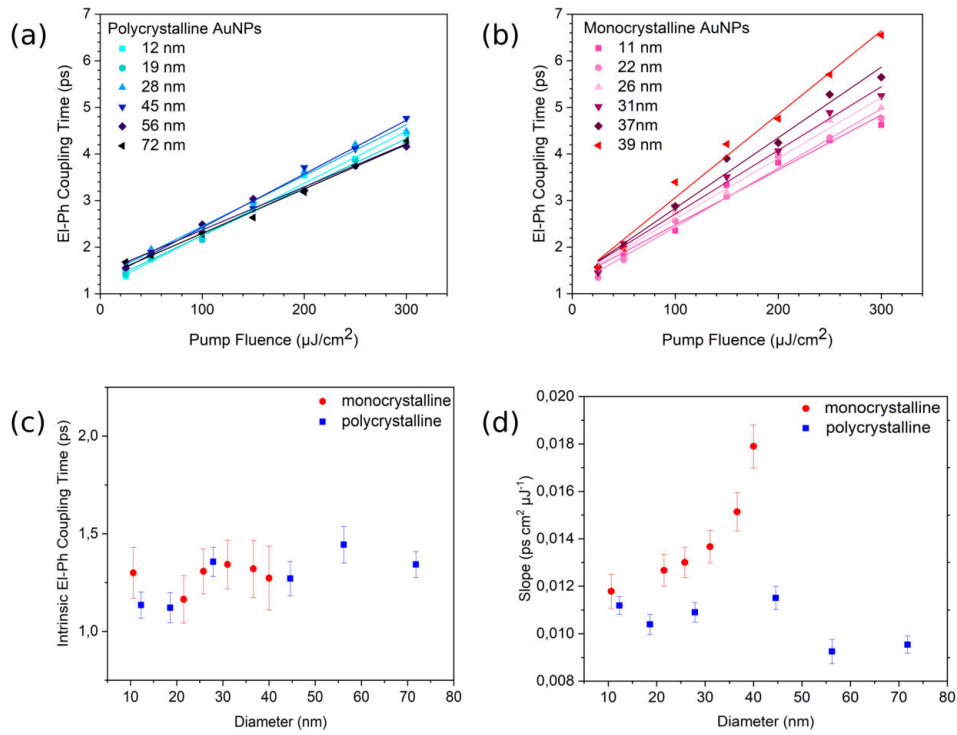 (a)
Polycrystalline AuNPs
12 nm
19 nm
28 nm
45 nm
56 nm
72 nm
7
6
5
4
3
2
1
0
100
200
300
El-Ph Coupling Time (ps)
Pump Fluence (µJ/cm²)
(b)
Monocrystalline AuNPs
11 nm
22 nm
26 nm
31nm
37nm
39 nm
7
6
5
4
3
2
1
0
100
200
300
El-Ph Coupling Time (ps)
Pump Fluence (µJ/cm²)
(c)
monocrystalline
polycrystalline
2,0
1,5
1,0
10
20
30
40
50
60
70
80
Intrinsic El-Ph Coupling Time (ps)
Diameter (nm)
(d)
monocrystalline
polycrystalline
0,020
0,018
0,016
0,014
0,012
0,010
0,008
10
20
30
40
50
60
70
80
Slope (ps cm² µJ⁻¹)
Diameter (nm)